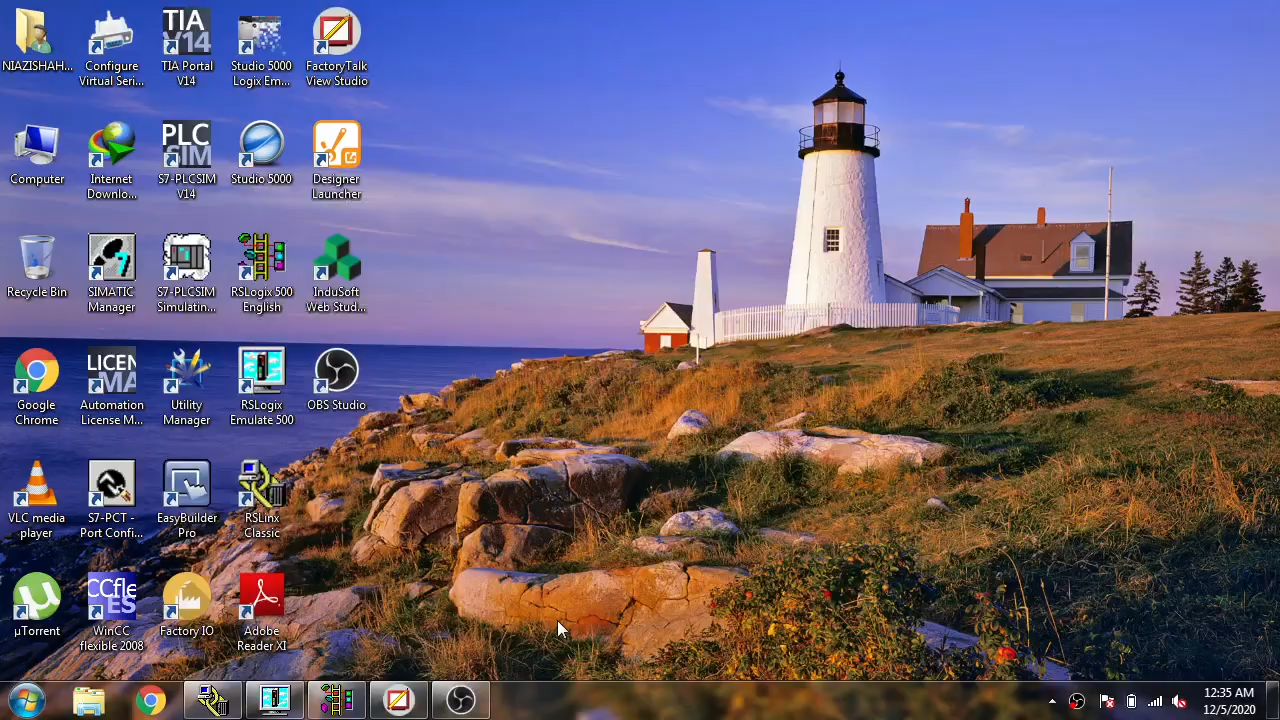 NIAZISHAH...
Configure
Virtual Seri...
TIA
V14
TIA Portal
V14
Studio 5000
Logix Em...
FactoryTalk
View Studio
Computer
Internet
Downlo...
PLC
SIM
S7-PLCSIM
V14
Studio 5000
Designer
Launcher
Recycle Bin
SIMATIC
Manager
S7-PLCSIM
Simulatin...
RSLogix 500
English
InduSoft
Web Stud...
Google
Chrome
LICEN
MA
Automation
License M...
Utility
Manager
RSLogix
Emulate 500
OBS Studio
VLC media
player
S7-PCT -
Port Confi...
EasyBuilder
Pro
RSLinx
Classic
µTorrent
CCfle
ES
WinCC
flexible 2008
Factory IO
Adobe
Reader XI
12:35 AM
12/5/2020